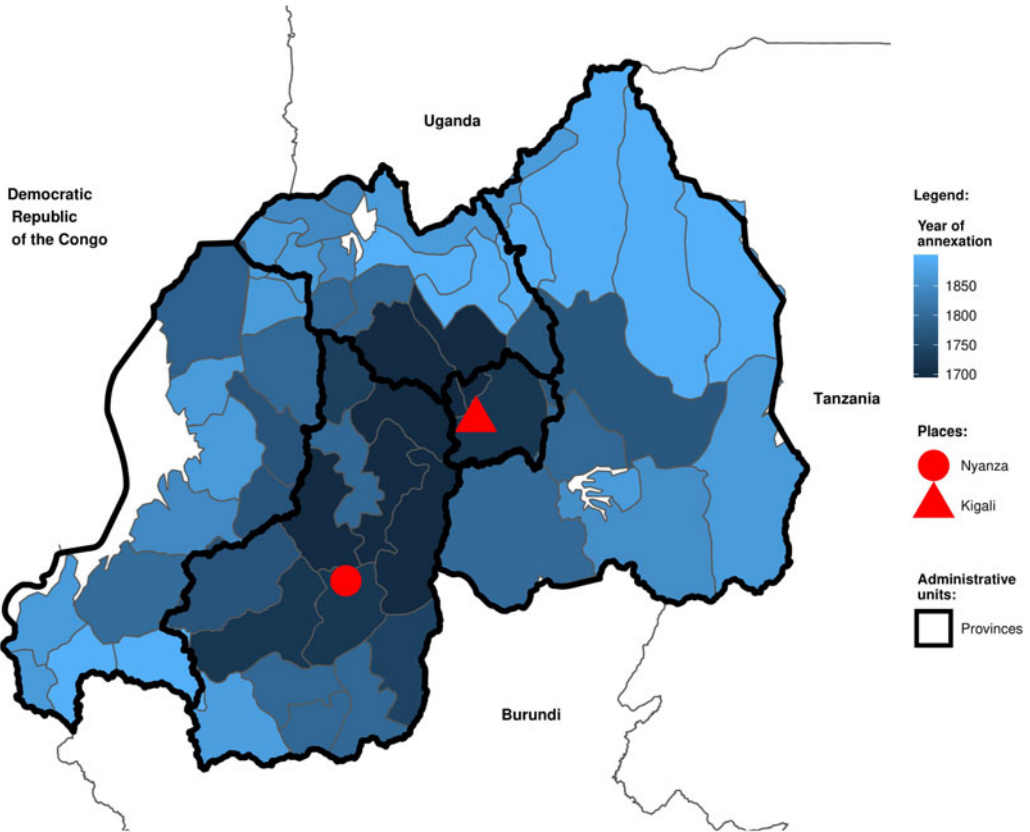 Uganda
Democratic
Republic
of the Congo
Tanzania
Burundi
Legend:
Year of
annexation
1850
1800
1750
1700
Places:
Nyanza
Kigali
Administrative
units:
Provinces